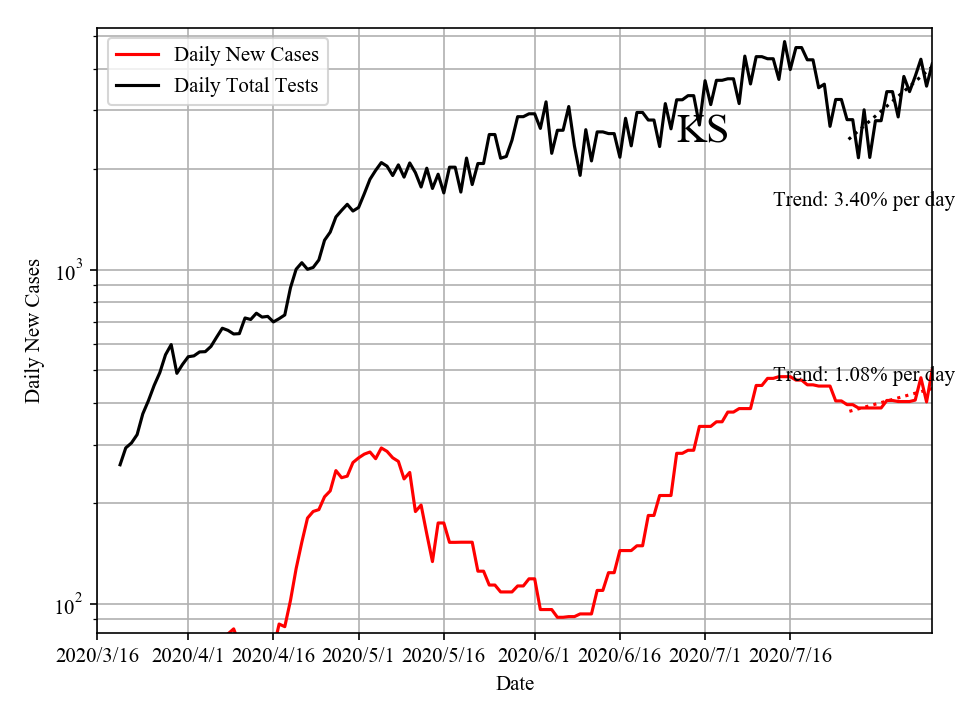 Daily New Cases
Daily Total Tests
KS
Trend: 3.40% per day
Trend: 1.08% per day
10³
10²
Daily New Cases
2020/3/16 2020/4/1 2020/4/16 2020/5/1 2020/5/16 2020/6/1 2020/6/16 2020/7/1 2020/7/16
Date